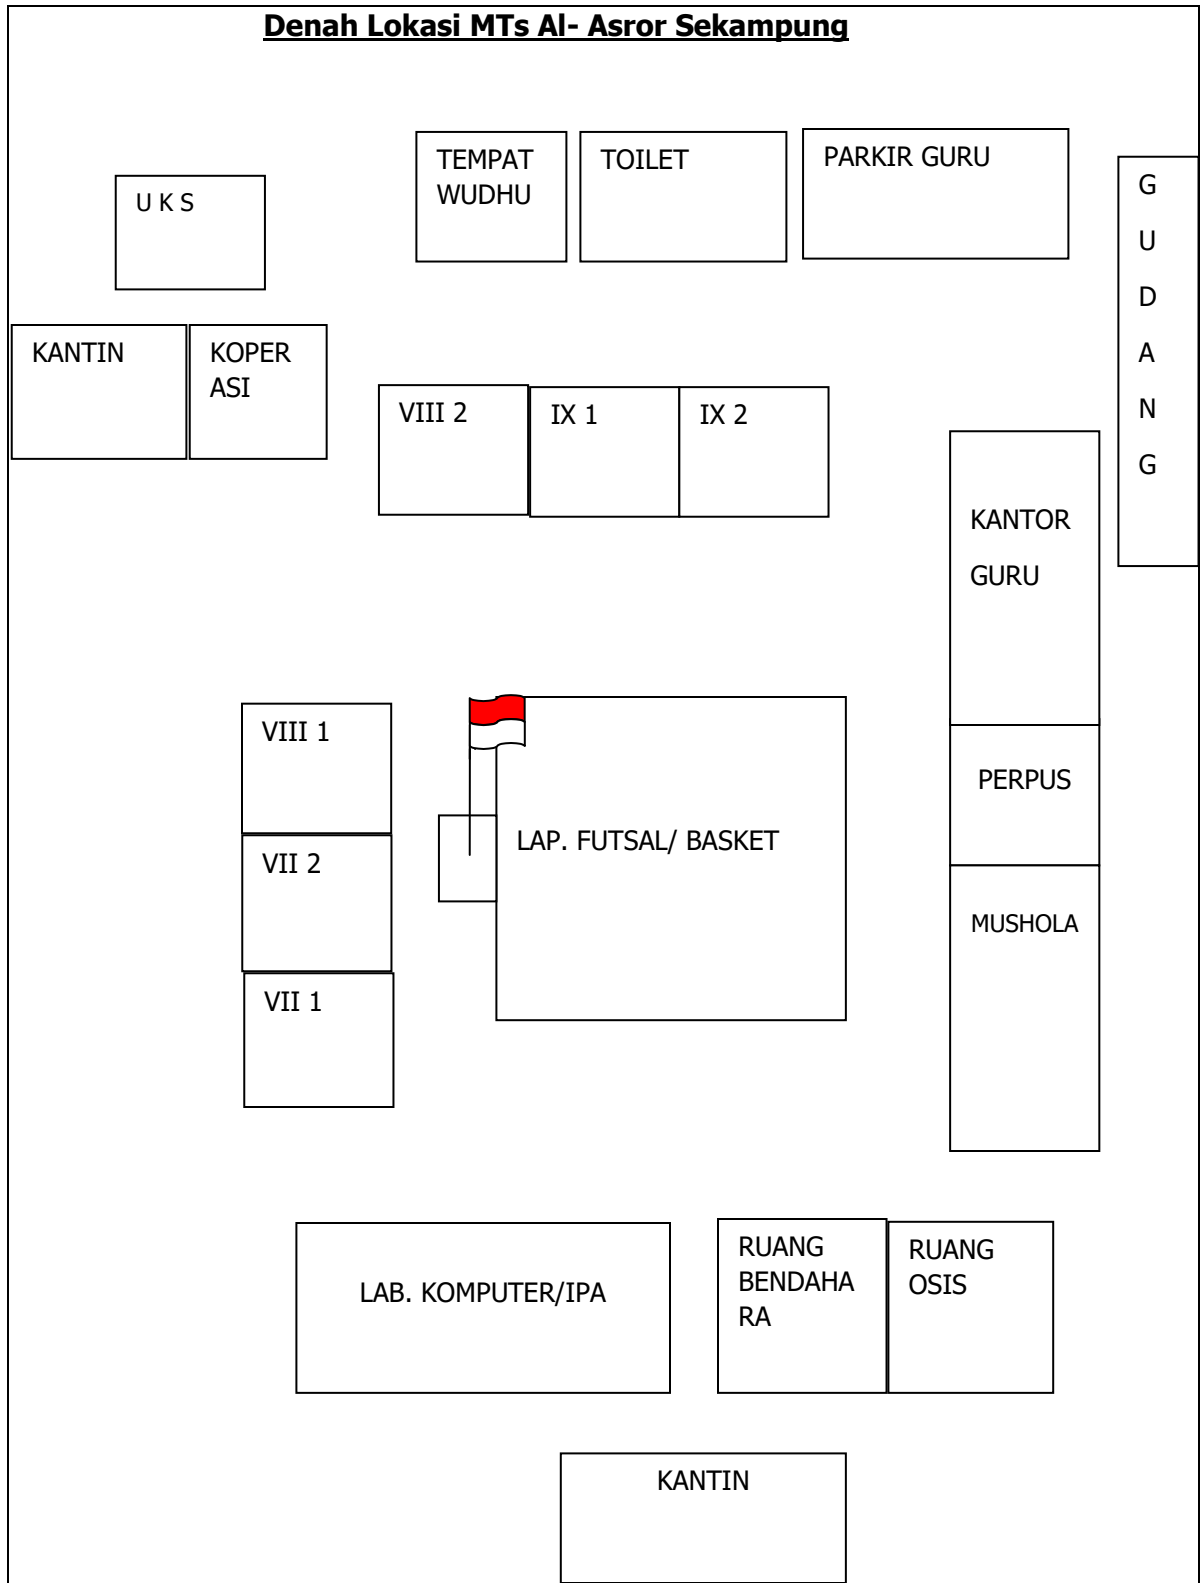 Denah Lokasi MTs Al- Asror Sekampung
TEMPAT
WUDHU
TOILET
PARKIR GURU
G
U
D
A
N
G
U K S
KANTIN
KOPER
ASI
VIII 2
IX 1
IX 2
KANTOR
GURU
VIII 1
PERPUS
LAP. FUTSAL/ BASKET
VII 2
MUSHOLA
VII 1
RUANG
BENDAHA
RA
RUANG
OSIS
LAB. KOMPUTER/IPA
KANTIN